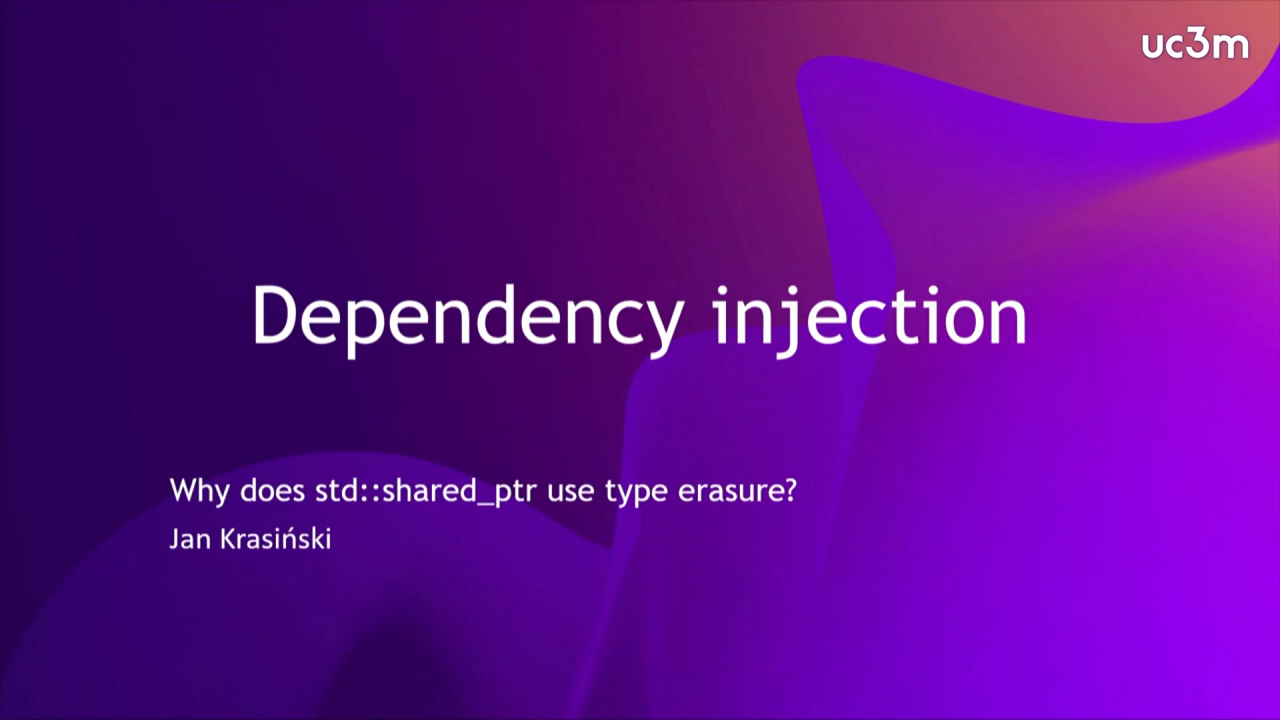 uc3m
Dependency injection
Why does std::shared_ptr use type erasure?
Jan Krasiński